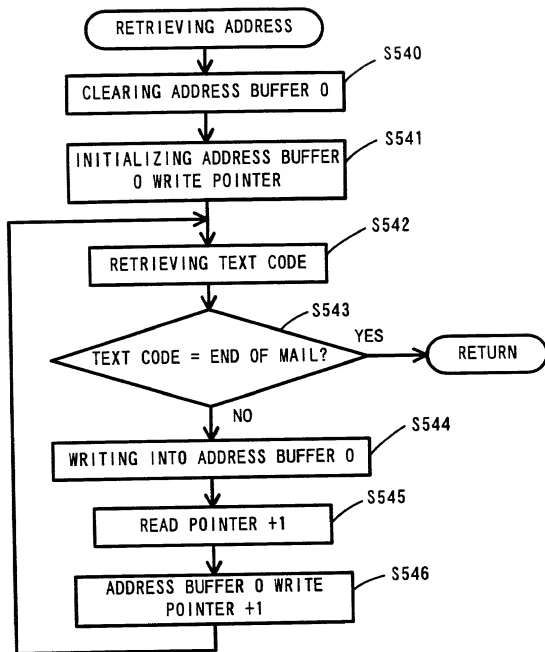 RETRIEVING ADDRESS
S540
CLEARING ADDRESS BUFFER 0
S541
INITIALIZING ADDRESS BUFFER
0 WRITE POINTER
S542
RETRIEVING TEXT CODE
S543
TEXT CODE = END OF MAIL?
YES
RETURN
NO
S544
WRITING INTO ADDRESS BUFFER 0
S545
READ POINTER +1
S546
ADDRESS BUFFER 0 WRITE
POINTER +1